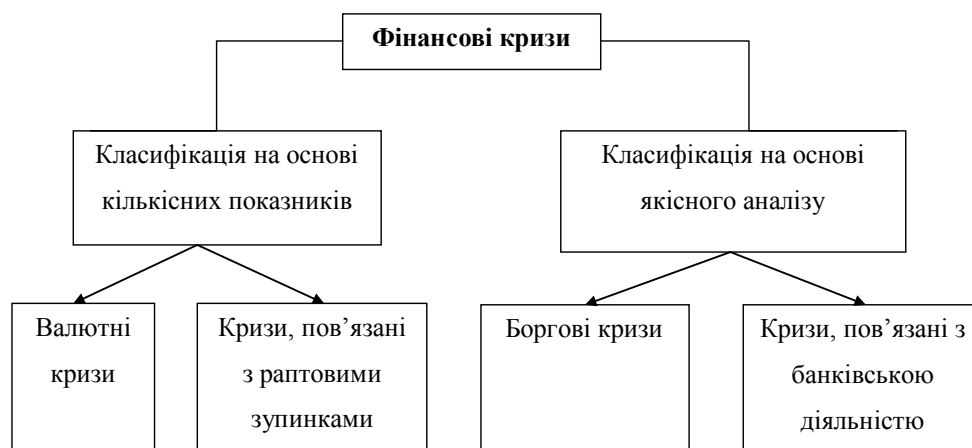 Фінансові кризи
Класифікація на основі
кількісних показників
Класифікація на основі
якісного аналізу
Валютні
кризи
Кризи, пов’язані
з раптовими
зупинками
Боргові кризи
Кризи, пов’язані з
банківською
діяльністю